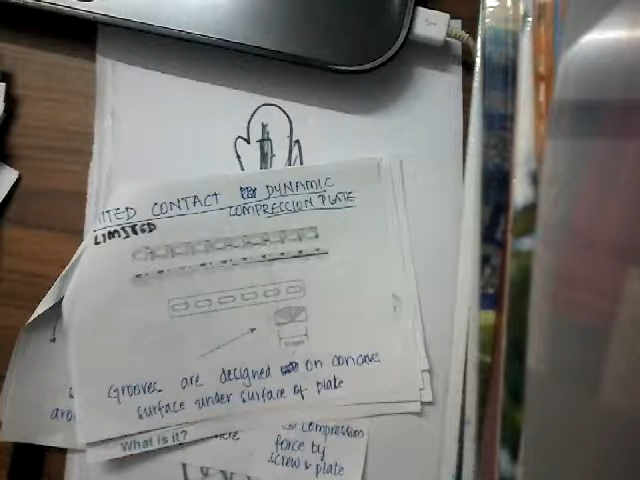 ITED CONTACT DYNAMIC
COMPRECCION PLATE
LIMITED
Grooves are designed on concave
surface under surface of plate
What is it?
compression
force by
screw & plate